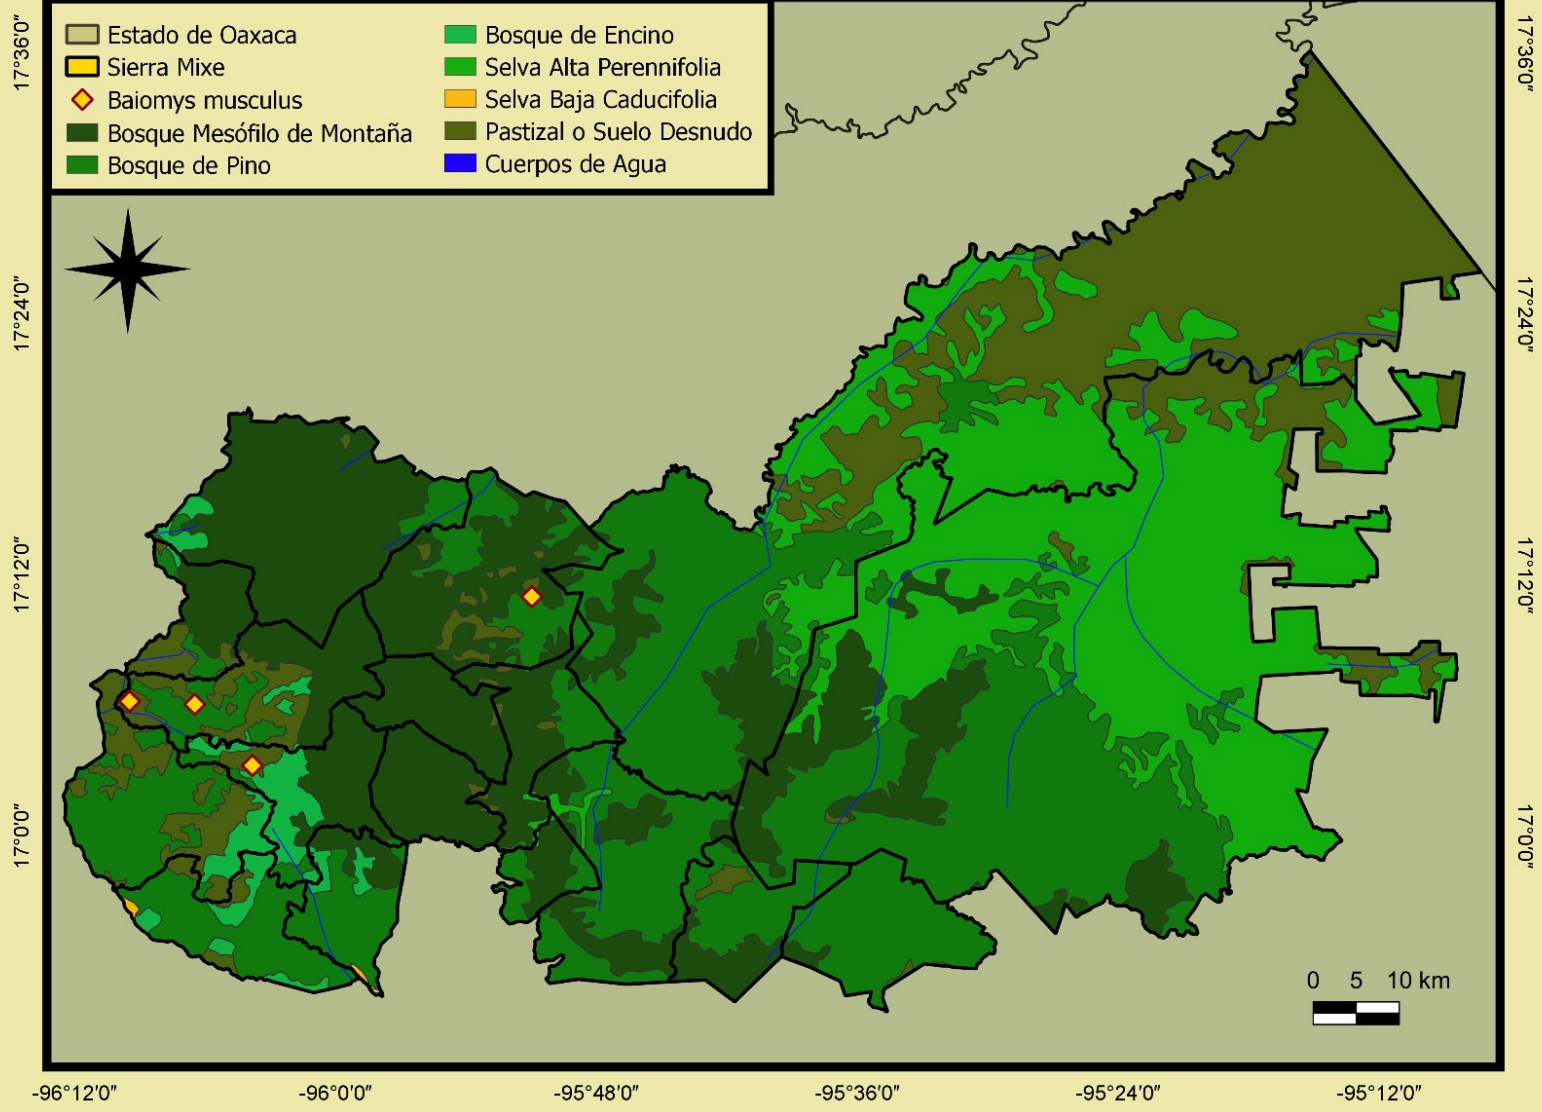 Estado de Oaxaca
Sierra Mixe
Baiomys musculus
Bosque Mesófilo de Montaña
Bosque de Pino
Bosque de Encino
Selva Alta Perennifolia
Selva Baja Caducifolia
Pastizal o Suelo Desnudo
Cuerpos de Agua
17°36′0″
17°24′0″
17°12′0″
17°0′0″
17°36′0″
17°24′0″
17°12′0″
17°0′0″
0 5 10 km
-96°12′0″ -96°0′0″ -95°48′0″ -95°36′0″ -95°24′0″ -95°12′0″